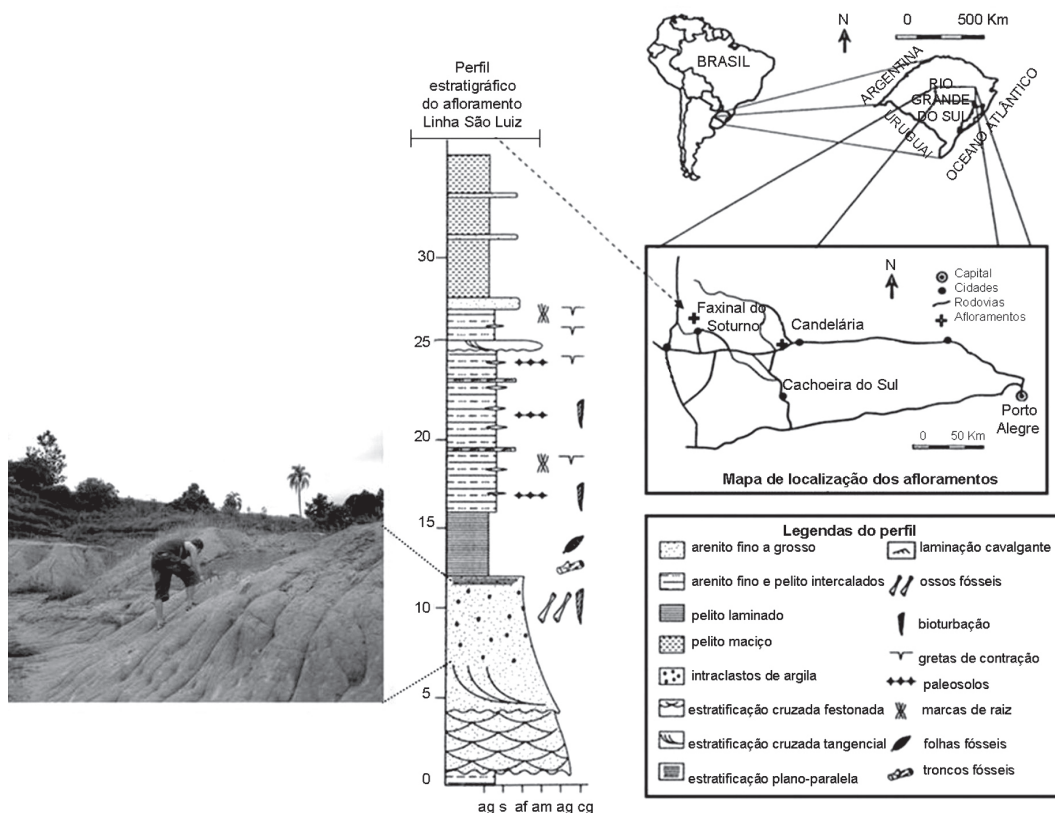 Perfil
estratigráfico
do afloramento
Linha São Luiz
30
25
20
15
10
5
0
ag s af am ag cg
N
0 500 Km
BRASIL
ARGENTINA
URUGUAI
RIO
GRANDE
DO SUL
OCEANO ATLÂNTICO
N
Capital
Cidades
Rodovias
Afloramentos
Faxinal do
Soturno
Candelária
Cachoeira do Sul
Porto
Alegre
0 50 Km
Mapa de localização dos afloramentos
Legendas do perfil
arenito fino a grosso
arenito fino e pelito intercalados
pelito laminado
pelito maciço
intraclastos de argila
estratificação cruzada festonada
estratificação cruzada tangencial
estratificação plano-paralela
laminação cavalgante
ossos fósseis
bioturbação
gretas de contração
paleosolos
marcas de raiz
folhas fósseis
troncos fósseis